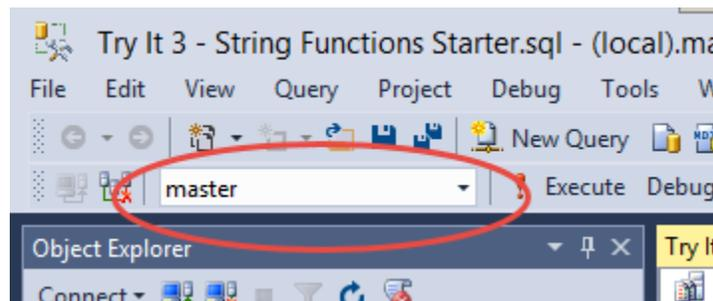 Try It 3 - String Functions Starter.sql - (local).ma
File Edit View Query Project Debug Tools W
New Query MD
master Execute Debug
Object Explorer Try It
Connect